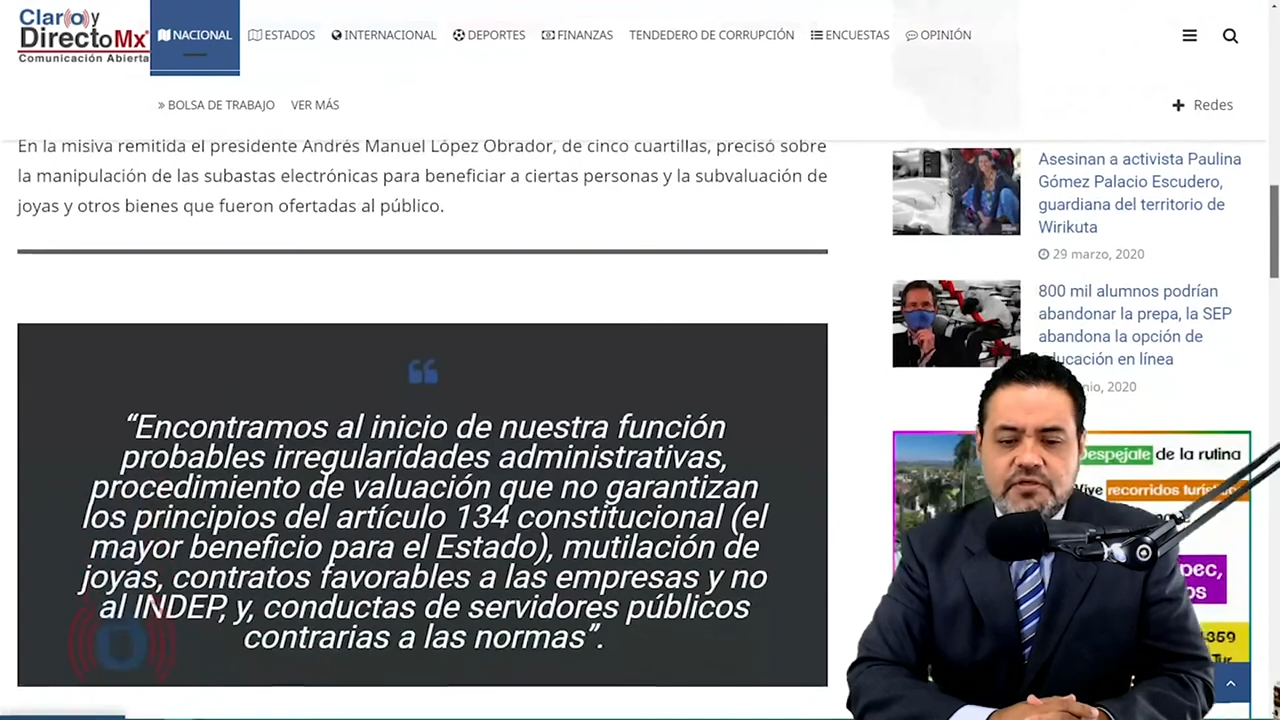 Claro y
DirectoMx
Comunicación Abierta
NACIONAL
ESTADOS
INTERNACIONAL
DEPORTES
FINANZAS
TENDEDERO DE CORRUPCIÓN
ENCUESTAS
OPINIÓN
» BOLSA DE TRABAJO
VER MÁS
Redes
En la misiva remitida el presidente Andrés Manuel López Obrador, de cinco cuartillas, precisó sobre
la manipulación de las subastas electrónicas para beneficiar a ciertas personas y la subvaluación de
joyas y otros bienes que fueron ofertadas al público.
“Encontramos al inicio de nuestra función
probables irregularidades administrativas,
procedimiento de valuación que no garantizan
los principios del artículo 134 constitucional (el
mayor beneficio para el Estado), mutilación de
joyas, contratos favorables a las empresas y no
al INDEP, y, conductas de servidores públicos
contrarias a las normas”.
Asesinan a activista Paulina
Gómez Palacio Escudero,
guardiana del territorio de
Wirikuta
29 marzo, 2020
800 mil alumnos podrían
abandonar la prepa, la SEP
abandona la opción de
educación en línea
nio, 2020
Despejate de la rutina
Vive recorridos
pec,
os
359
Tur